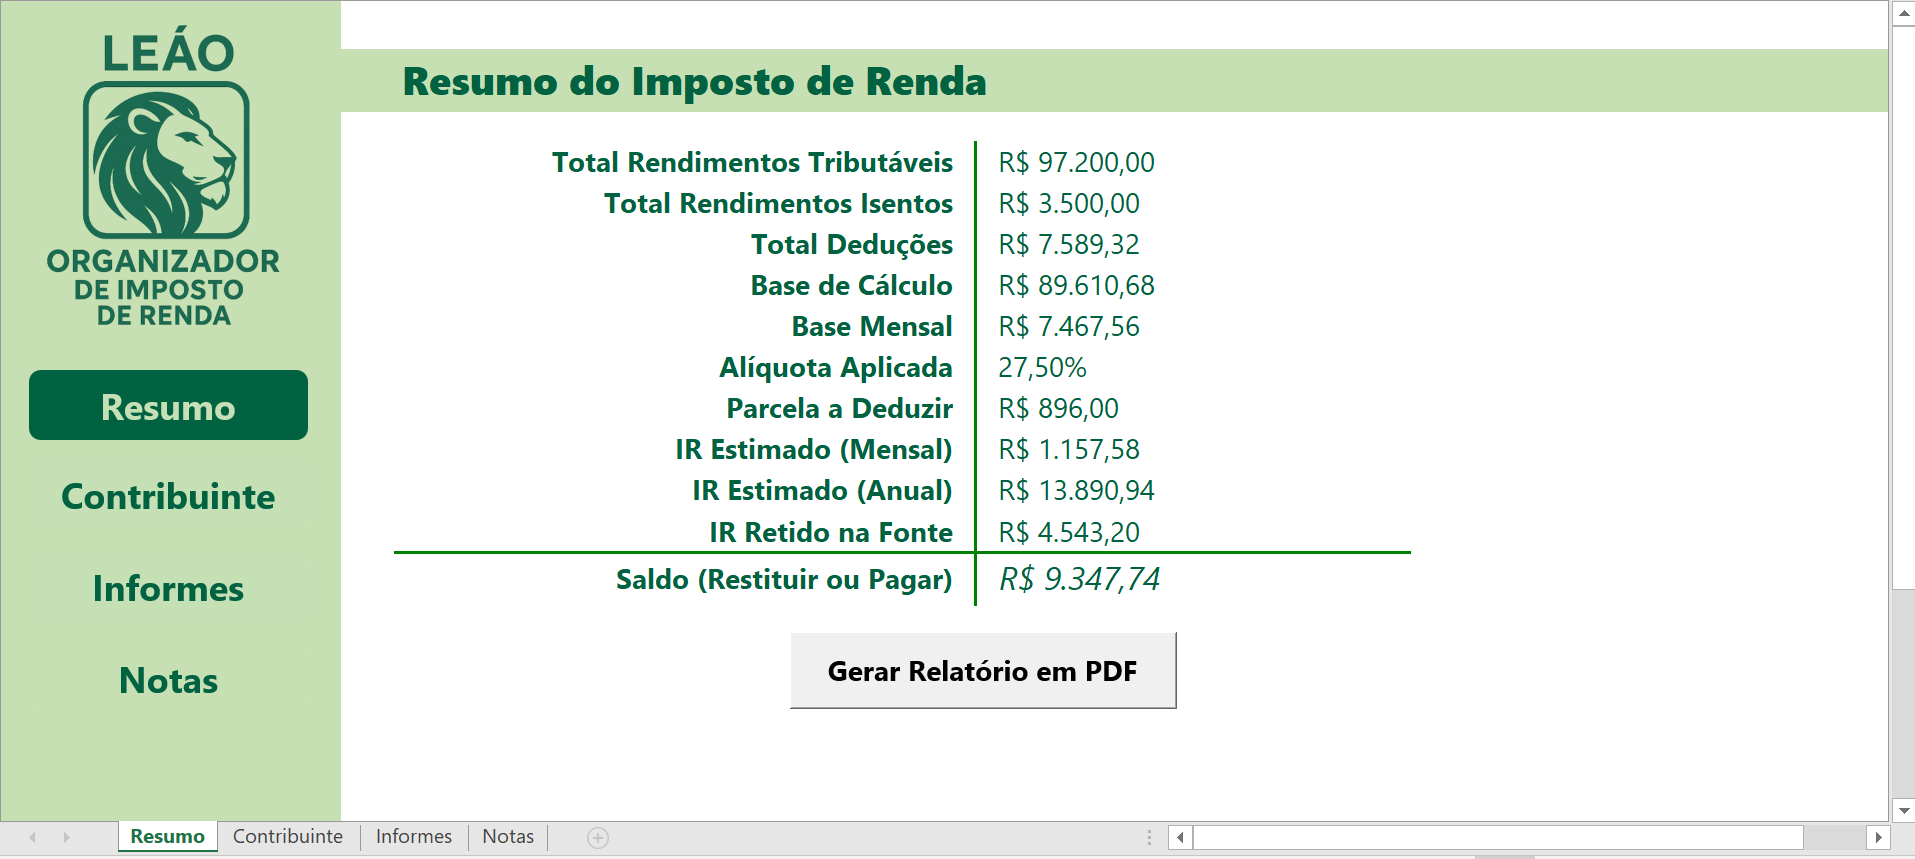 LEÁO
ORGANIZADOR
DE IMPOSTO
DE RENDA
Resumo
Contribuinte
Informes
Notas
Resumo do Imposto de Renda
Total Rendimentos Tributáveis R$ 97.200,00
Total Rendimentos Isentos R$ 3.500,00
Total Deduções R$ 7.589,32
Base de Cálculo R$ 89.610,68
Base Mensal R$ 7.467,56
Alíquota Aplicada 27,50%
Parcela a Deduzir R$ 896,00
IR Estimado (Mensal) R$ 1.157,58
IR Estimado (Anual) R$ 13.890,94
IR Retido na Fonte R$ 4.543,20
Saldo (Restituir ou Pagar) R$ 9.347,74
Gerar Relatório em PDF
Resumo Contribuinte Informes Notas